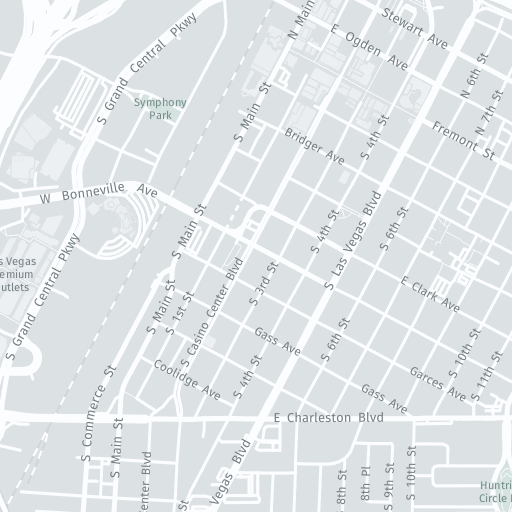 Stewart Ave
N Main
E Ogden Ave
S Grand Central Pkwy
N 6th St
N 7th St
Symphony
Park
S Main St
Fremont St
S 4th St
Bridger Ave
W Bonneville Ave
S Main St
S 4th St
S Las Vegas Blvd
S 6th St
S Grand Central Pkwy
Vegas
emium
utlets
S 3rd St
E Clark Ave
S Main St
S 1st St
S Casino Center Blvd
Gass Ave
S 6th St
S 10th St
Garces Ave
S 11th St
Coolidge Ave
S 4th St
Gass Ave
S Commerce St
E Charleston Blvd
S Main St
enter Blvd
Vegas Blvd
8th St
8th Pl
S 9th St
S 10th St
Huntri
Circle
St